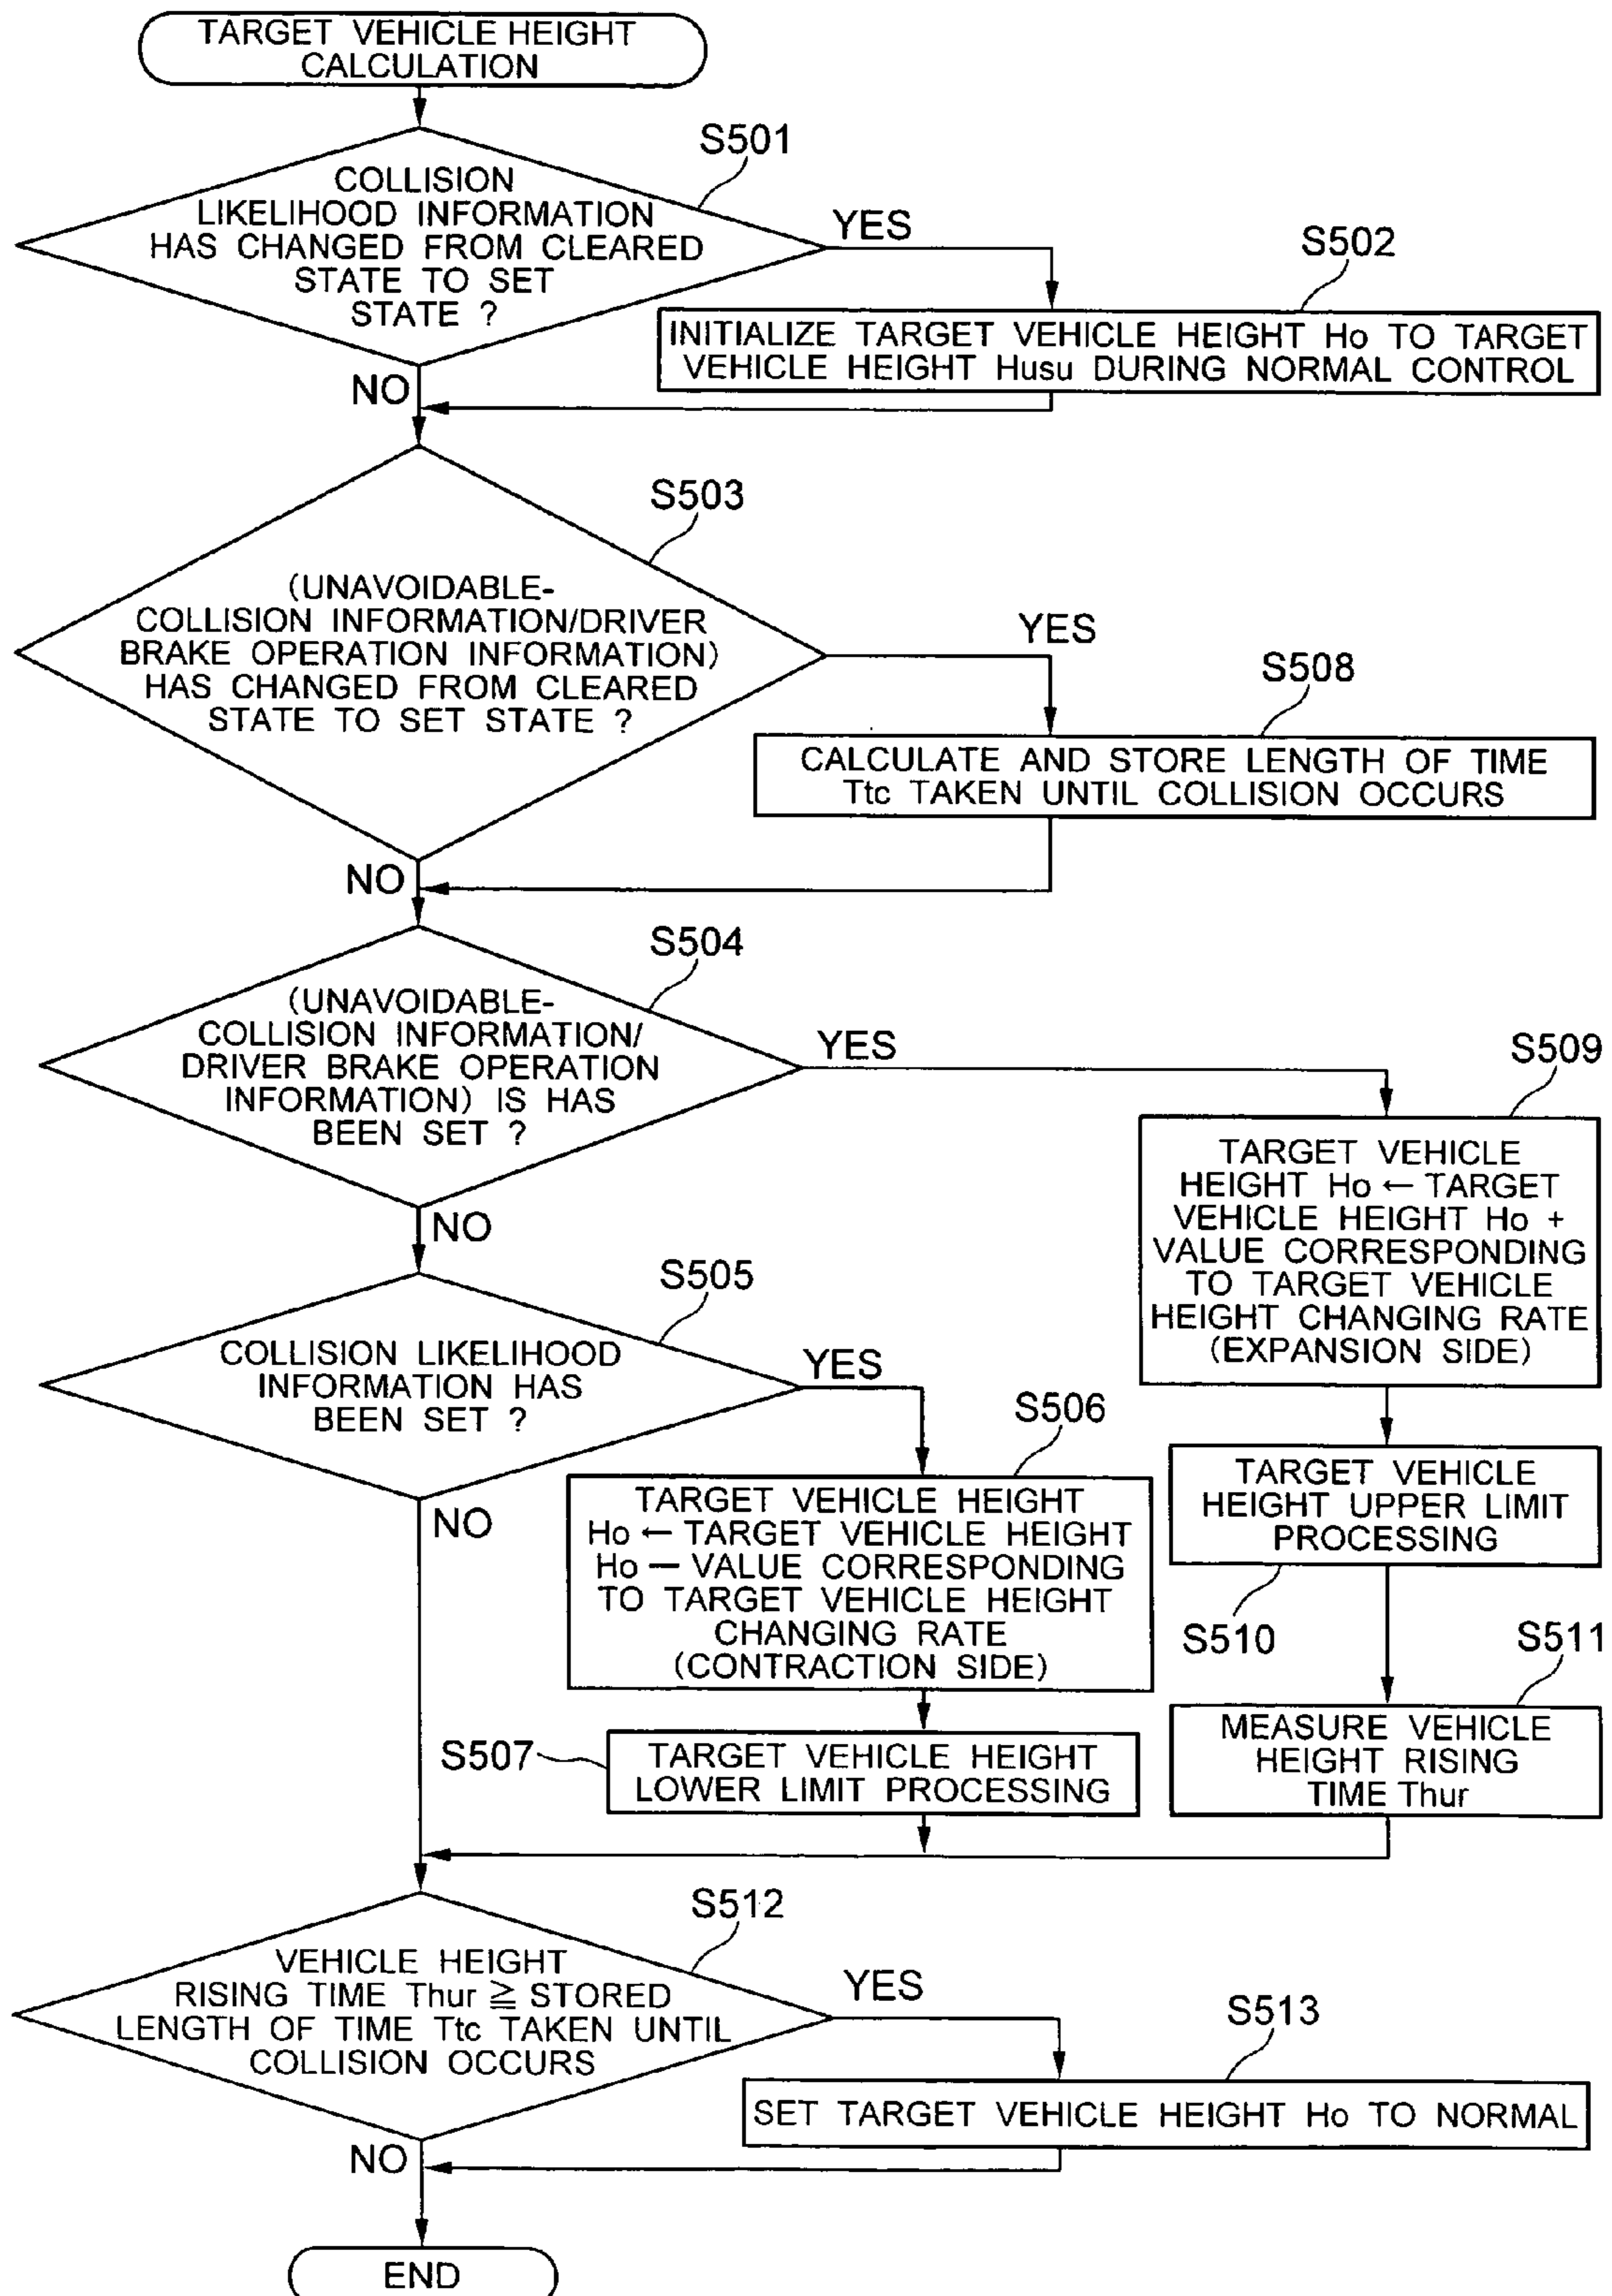 TARGET VEHICLE HEIGHT
CALCULATION
S501
COLLISION
LIKELIHOOD INFORMATION
HAS CHANGED FROM CLEARED
STATE TO SET
STATE ?
YES
S502
INITIALIZE TARGET VEHICLE HEIGHT Ho TO TARGET
VEHICLE HEIGHT Husu DURING NORMAL CONTROL
NO
S503
(UNAVOIDABLE-
COLLISION INFORMATION/DRIVER
BRAKE OPERATION INFORMATION)
HAS CHANGED FROM CLEARED
STATE TO SET STATE ?
YES
S508
CALCULATE AND STORE LENGTH OF TIME
Ttc TAKEN UNTIL COLLISION OCCURS
NO
S504
(UNAVOIDABLE-
COLLISION INFORMATION/
DRIVER BRAKE OPERATION
INFORMATION) IS HAS
BEEN SET ?
YES
S509
TARGET VEHICLE
HEIGHT Ho ← TARGET
VEHICLE HEIGHT Ho +
VALUE CORRESPONDING
TO TARGET VEHICLE
HEIGHT CHANGING RATE
(EXPANSION SIDE)
NO
S505
COLLISION LIKELIHOOD
INFORMATION HAS
BEEN SET ?
YES
S506
TARGET VEHICLE HEIGHT
Ho ← TARGET VEHICLE HEIGHT
Ho — VALUE CORRESPONDING
TO TARGET VEHICLE HEIGHT
CHANGING RATE
(CONTRACTION SIDE)
TARGET VEHICLE
HEIGHT UPPER LIMIT
PROCESSING
S510
NO
S507
TARGET VEHICLE HEIGHT
LOWER LIMIT PROCESSING
S511
MEASURE VEHICLE
HEIGHT RISING
TIME Thur
S512
VEHICLE HEIGHT
RISING TIME Thur ≧ STORED
LENGTH OF TIME Ttc TAKEN UNTIL
COLLISION OCCURS
YES
S513
SET TARGET VEHICLE HEIGHT Ho TO NORMAL
NO
END